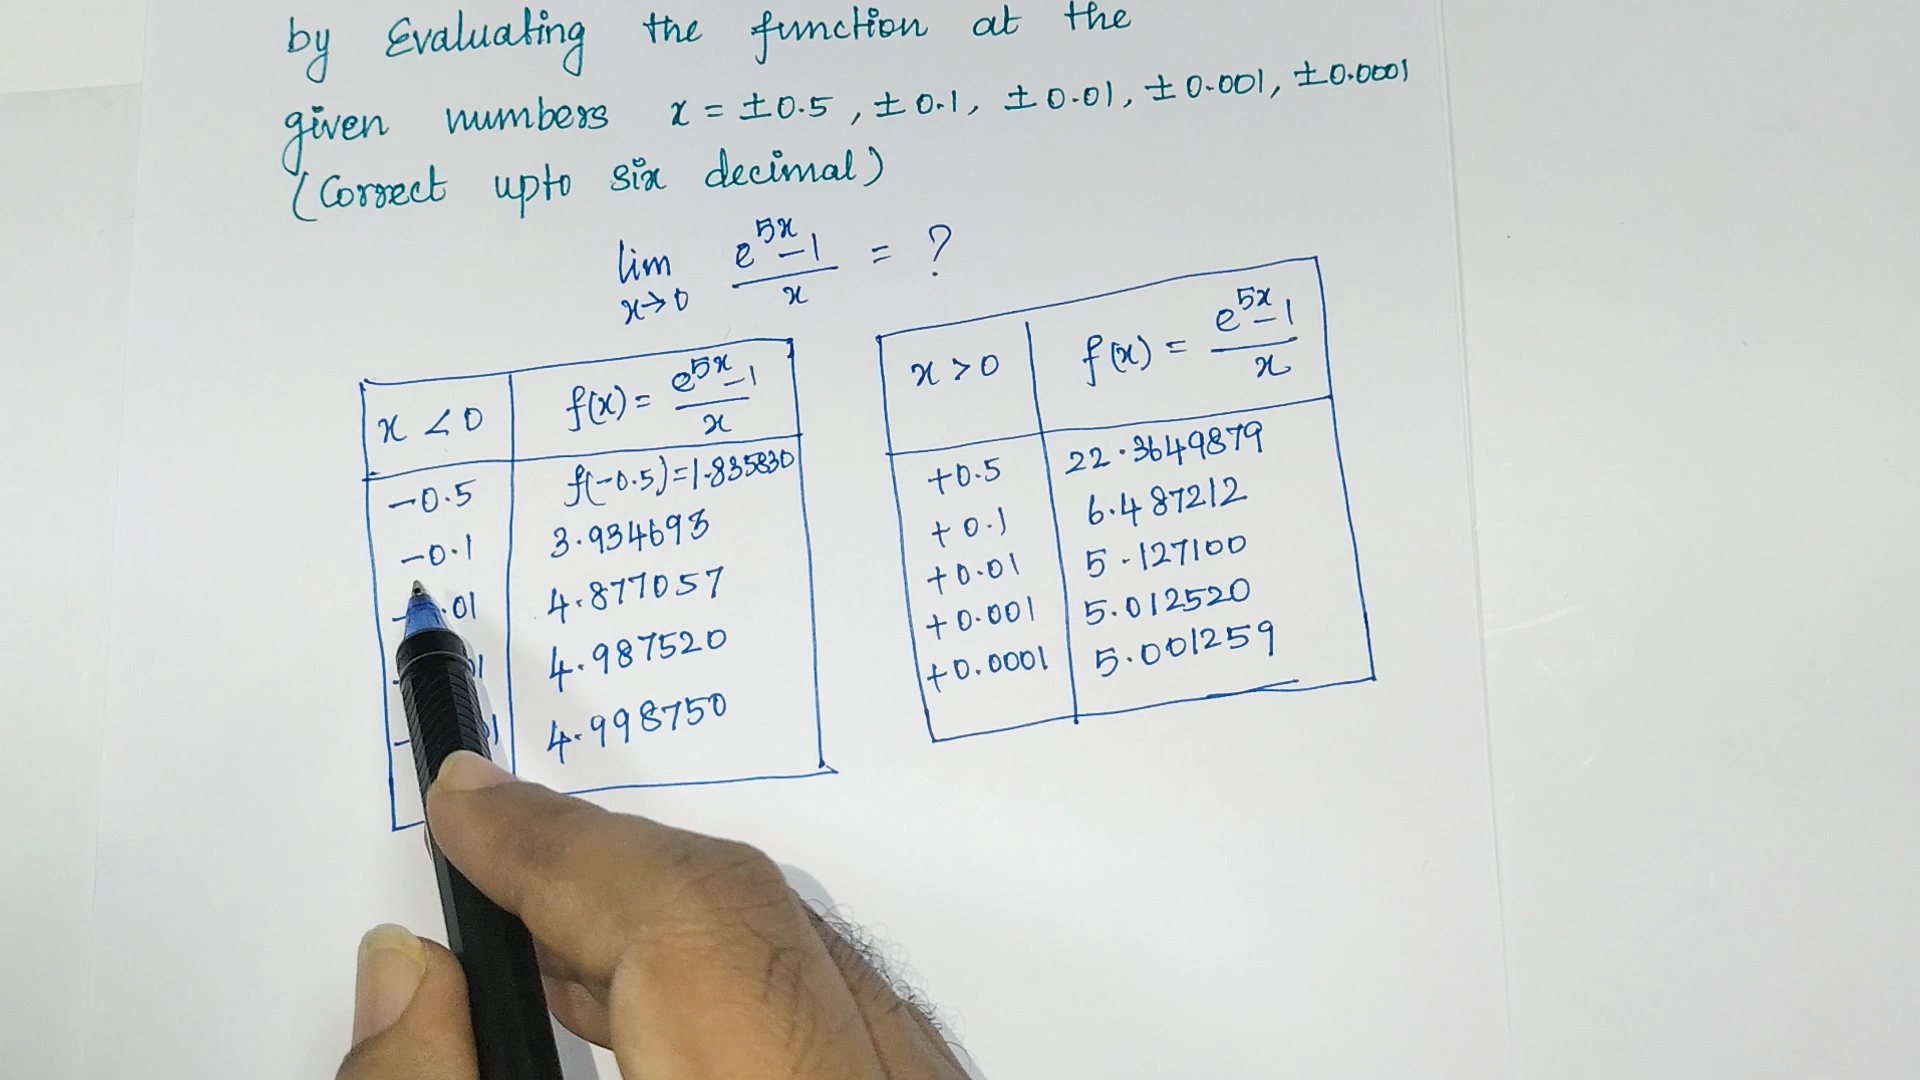 by Evaluating the function at the
given numbers x = ±0.5, ±0.1, ±0.01, ±0.001, ±0.0001
(Correct upto six decimal)
lim x→0 (e^{5x}-1)/x = ?
x < 0 f(x) = (e^{5x}-1)/x
-0.5 f(-0.5)=1.835830
-0.1 3.934693
.01 4.877057
4.987520
4.998750
x > 0 f(x) = (e^{5x}-1)/x
+0.5 22.3649879
+0.1 6.487212
+0.01 5.127100
+0.001 5.012520
+0.0001 5.001259